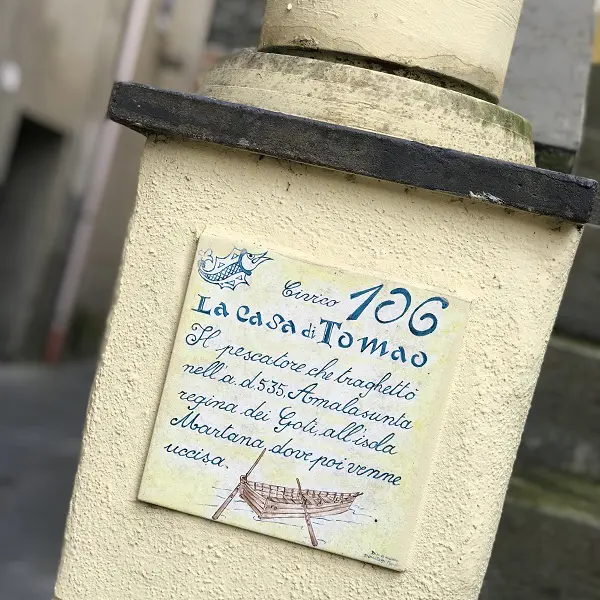 Civico 106
La casa di Tomao
Il pescatore che traghettò
nell'a.d.535, Amalasunta
regina dei Goti, all'isola
Martana, dove poi venne
uccisa.